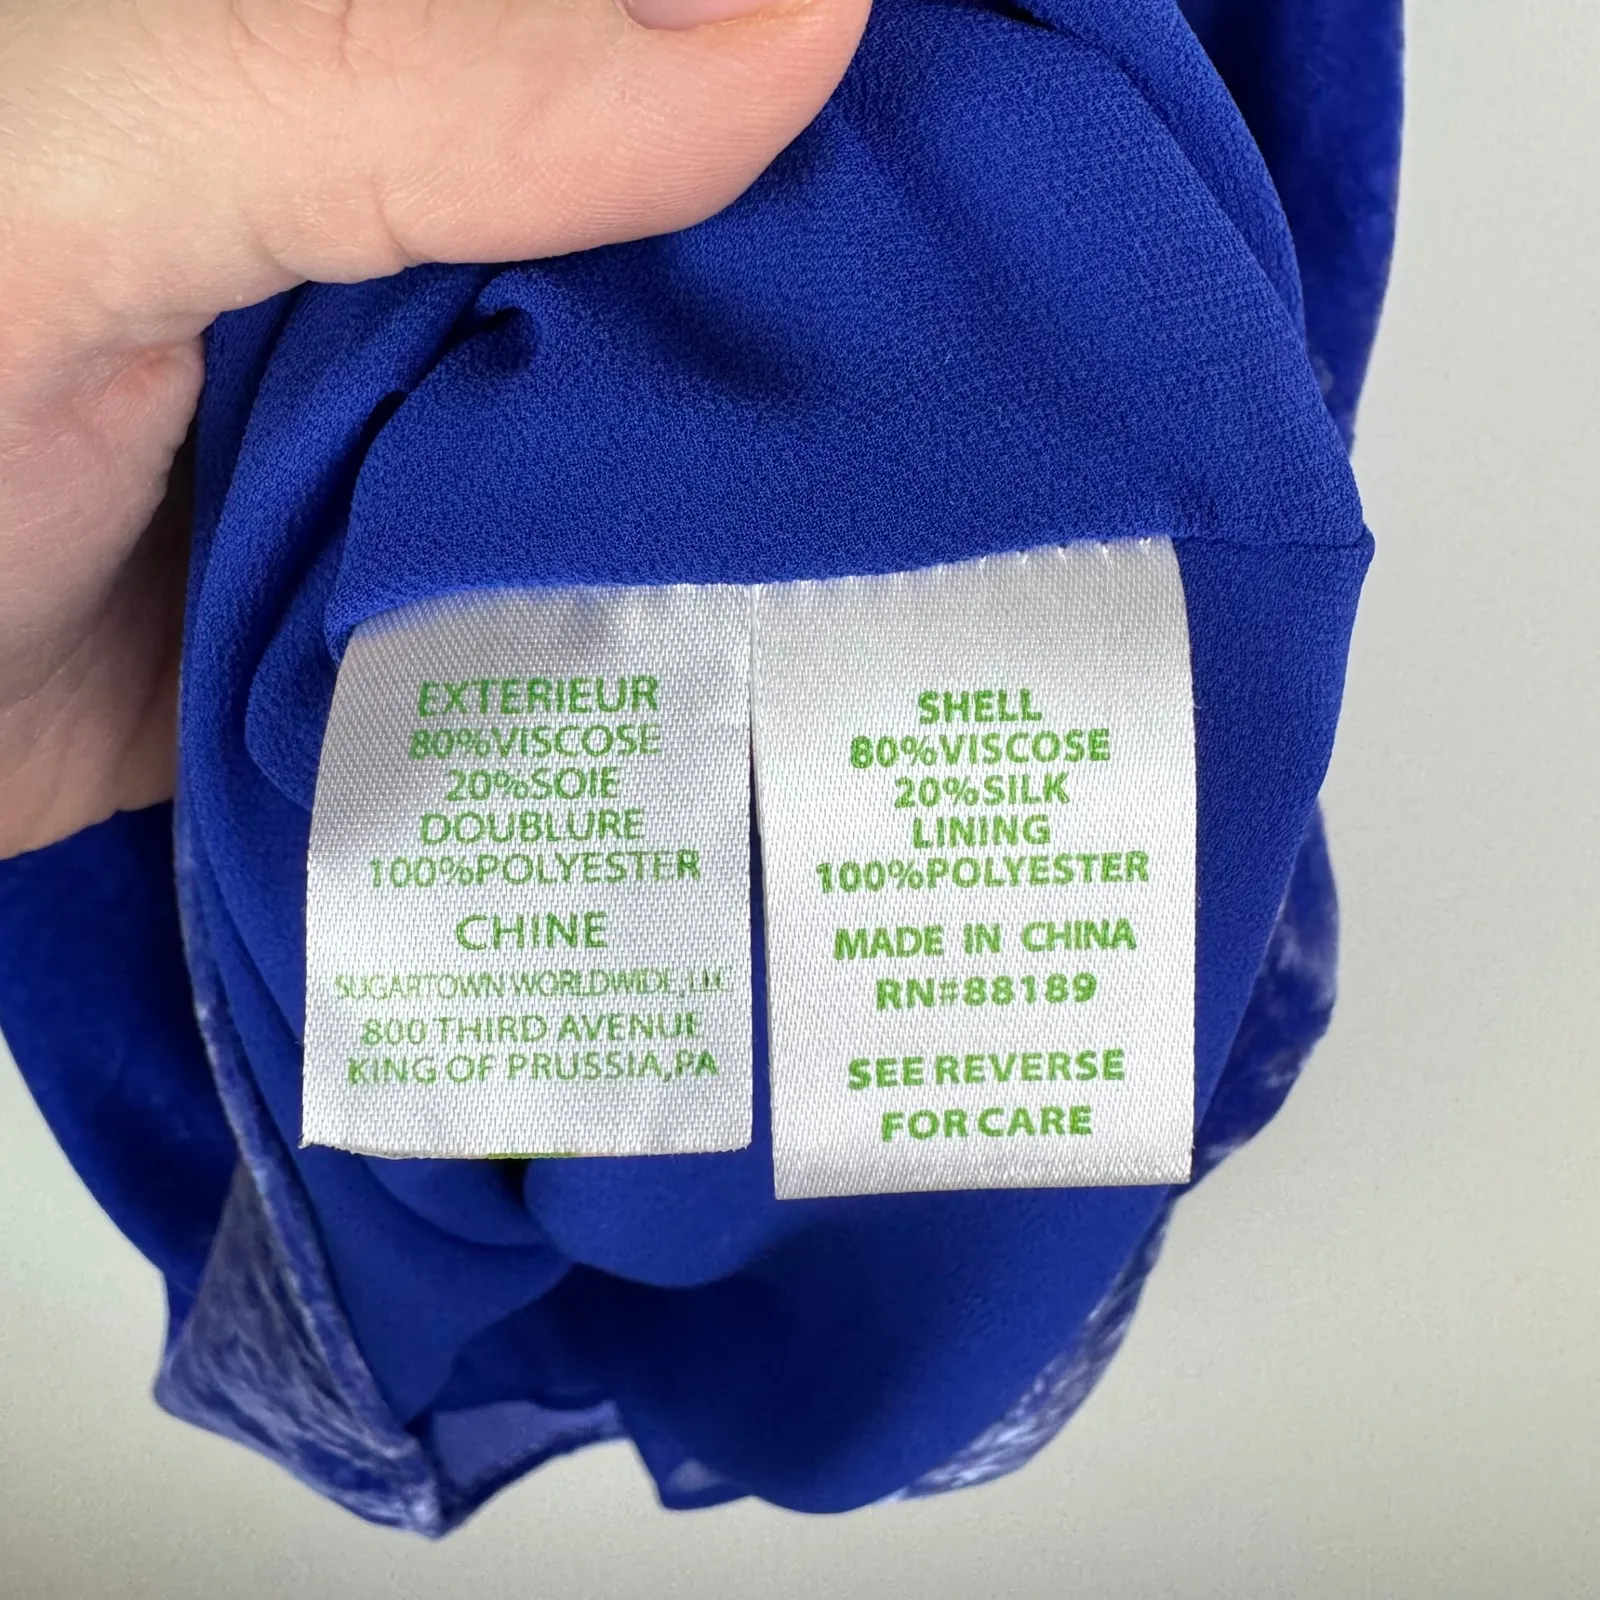 EXTERIEUR
80%VISCOSE
20%SOIE
DOUBLURE
100%POLYESTER
CHINE
SUGARTOWN WORLDWIDE, LLC
800 THIRD AVENUE
KING OF PRUSSIA,PA
SHELL
80%VISCOSE
20%SILK
LINING
100%POLYESTER
MADE IN CHINA
RN#88189
SEE REVERSE
FOR CARE